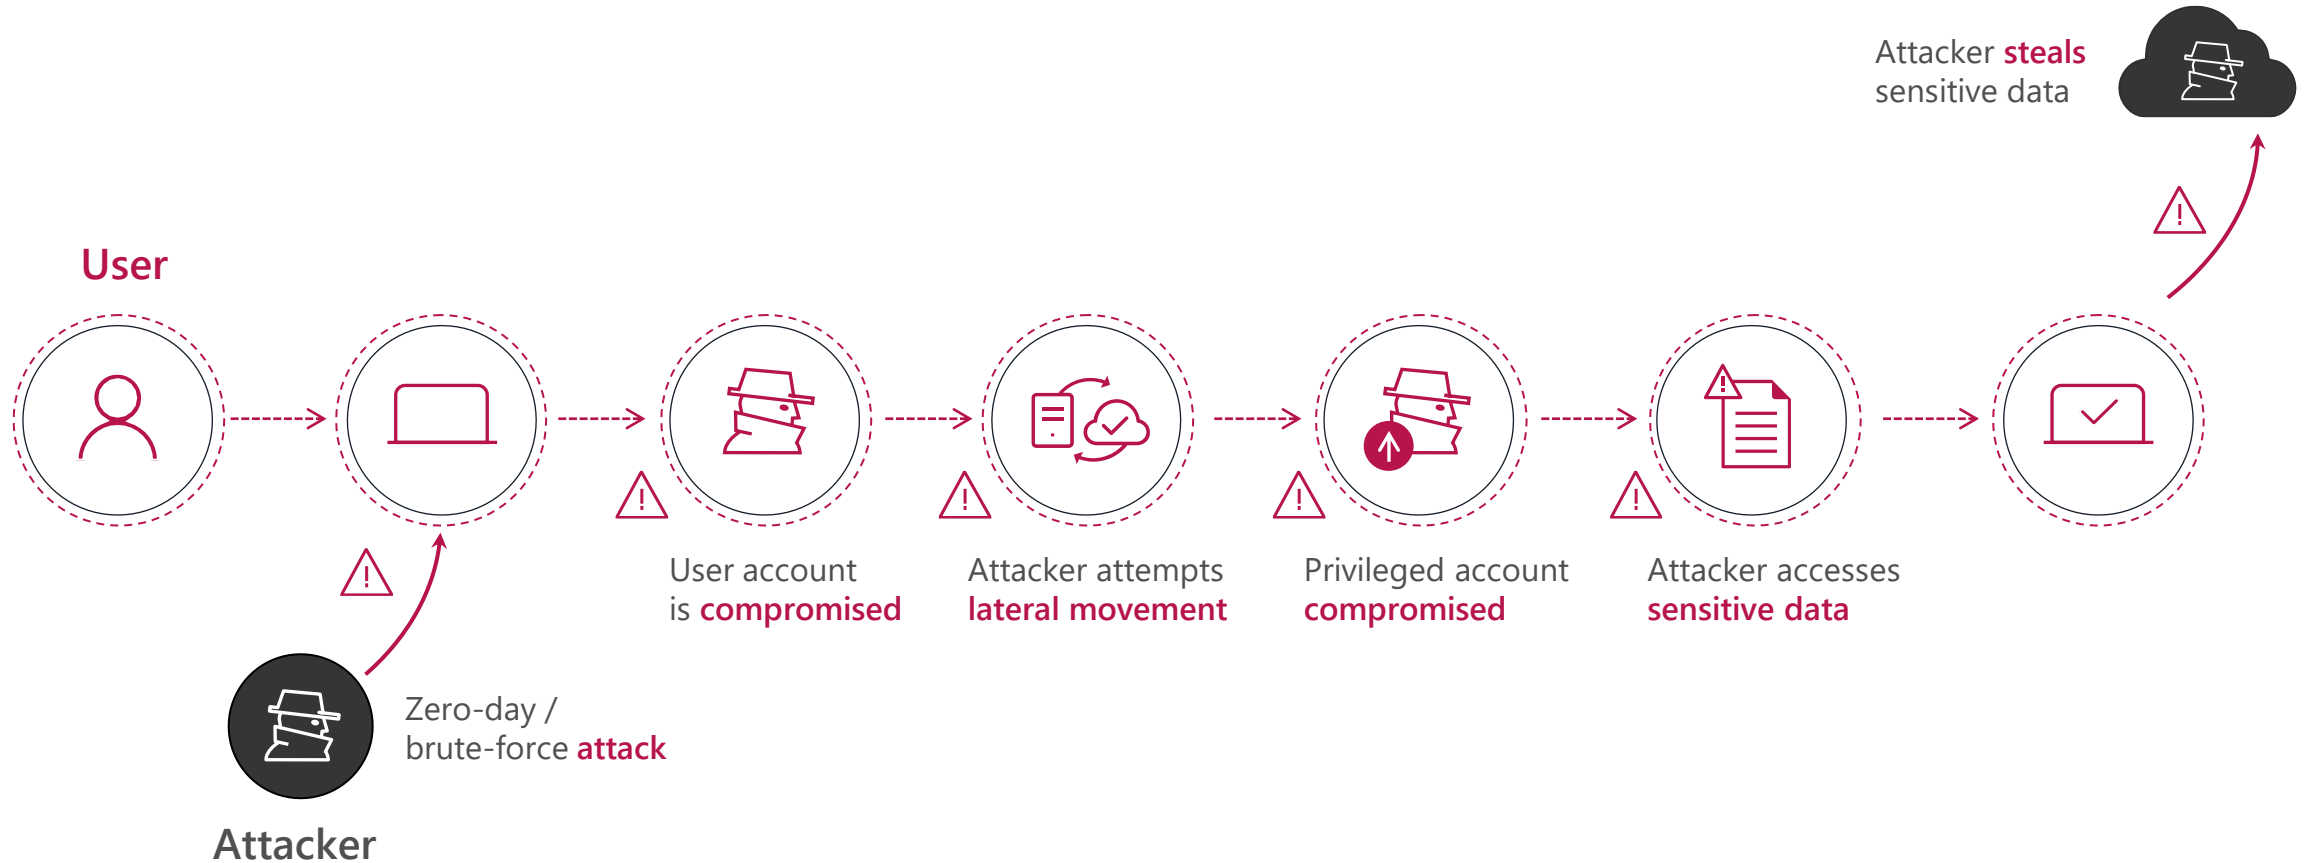 Attacker steals
sensitive data
User
User account
is compromised
Attacker attempts
lateral movement
Privileged account
compromised
Attacker accesses
sensitive data
Zero-day /
brute-force attack
Attacker